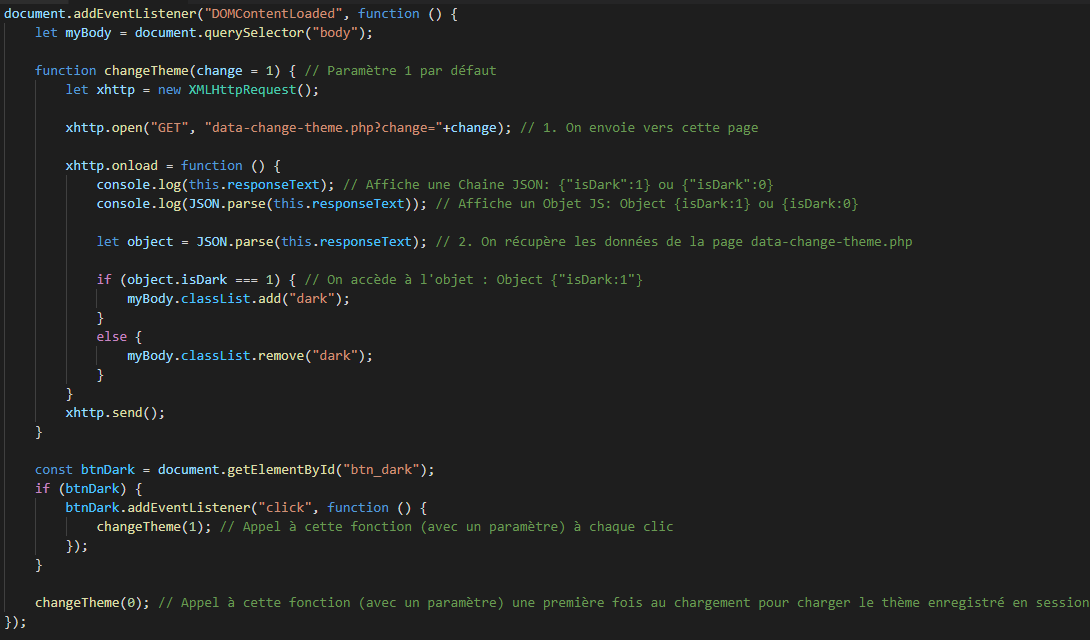 document.addEventListener("DOMContentLoaded", function () {
let myBody = document.querySelector("body");
function changeTheme(change = 1) { // Paramètre 1 par défaut
let xhttp = new XMLHttpRequest();
xhttp.open("GET", "data-change-theme.php?change="+change); // 1. On envoie vers cette page
xhttp.onload = function () {
console.log(this.responseText); // Affiche une Chaine JSON: {"isDark":1} ou {"isDark":0}
console.log(JSON.parse(this.responseText)); // Affiche un Objet JS: Object {isDark:1} ou {isDark:0}
let object = JSON.parse(this.responseText); // 2. On récupère les données de la page data-change-theme.php
if (object.isDark === 1) { // On accède à l'objet : Object {"isDark:1"}
myBody.classList.add("dark");
}
else {
myBody.classList.remove("dark");
}
}
xhttp.send();
}
const btnDark = document.getElementById("btn_dark");
if (btnDark) {
btnDark.addEventListener("click", function () {
changeTheme(1); // Appel à cette fonction (avec un paramètre) à chaque clic
});
}
changeTheme(0); // Appel à cette fonction (avec un paramètre) une première fois au chargement pour charger le thème enregistré en session
});